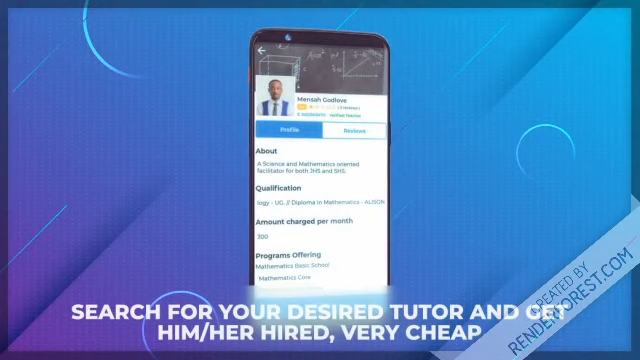 Mensah Godlove
Verified Teacher
Profile
Reviews
About
A Science and Mathematics oriented
facilitator for both JHS and SHS.
Qualification
logy - UG. // Diploma in Mathematics - ALISON
Amount charged per month
300
Programs Offering
Mathematics Basic School
Mathematics Core
SEARCH FOR YOUR DESIRED TUTOR AND GET
HIM/HER HIRED, VERY CHEAP
CREATED BY
RENDERFOREST.COM